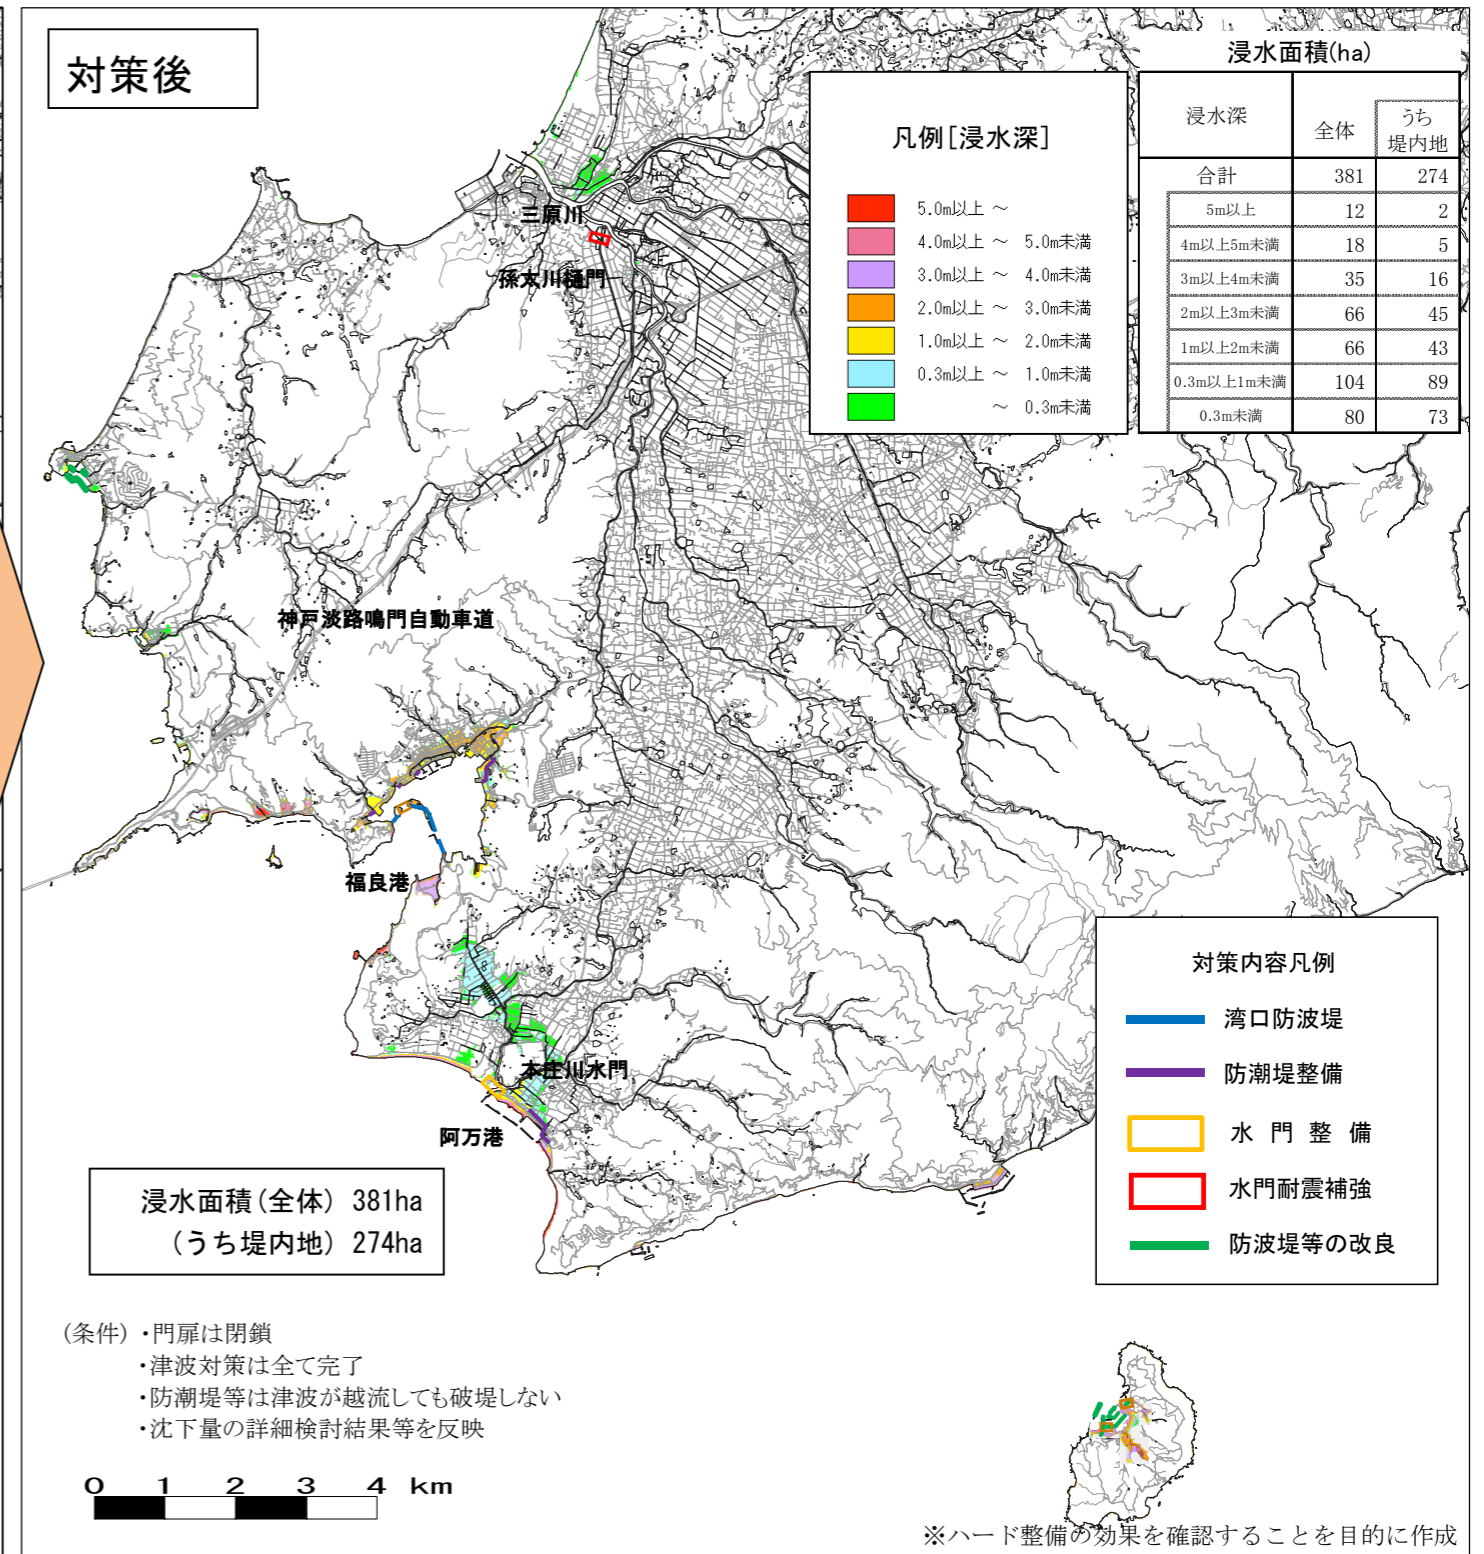 対策後
浸水面積(ha)
浸水深 全体 うち堤内地
合計 381 274
5m以上 12 2
4m以上5m未満 18 5
3m以上4m未満 35 16
2m以上3m未満 66 45
1m以上2m未満 66 43
0.3m以上1m未満 104 89
0.3m未満 80 73
凡例[浸水深]
5.0m以上 ～
4.0m以上 ～ 5.0m未満
3.0m以上 ～ 4.0m未満
2.0m以上 ～ 3.0m未満
1.0m以上 ～ 2.0m未満
0.3m以上 ～ 1.0m未満
～ 0.3m未満
三原川
孫太川樋門
神戸淡路鳴門自動車道
福良港
本庄川水門
阿万港
対策内容凡例
湾口防波堤
防潮堤整備
水 門 整 備
水門耐震補強
防波堤等の改良
浸水面積(全体) 381ha
(うち堤内地) 274ha
(条件)・門扉は閉鎖
・津波対策は全て完了
・防潮堤等は津波が越流しても破堤しない
・沈下量の詳細検討結果等を反映
0 1 2 3 4 km
※ハード整備の効果を確認することを目的に作成